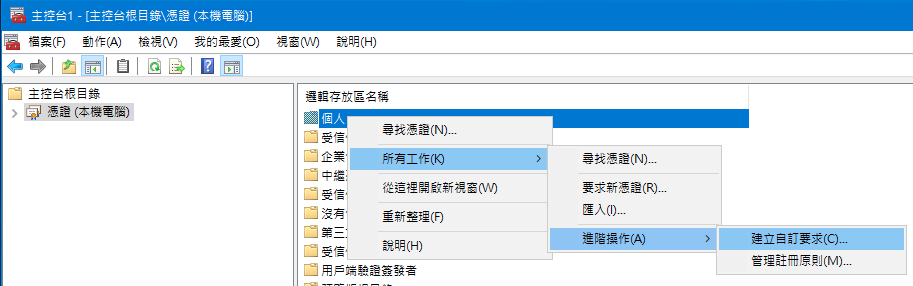 主控台1 - [主控台根目錄\憑證 (本機電腦)]
檔案(F) 動作(A) 檢視(V) 我的最愛(O) 視窗(W) 說明(H)
主控台根目錄
憑證 (本機電腦)
邏輯存放區名稱
個人
受信
企業
中繼
受信
沒有
第三
受信
用戶端驗證簽發者
尋找憑證(N)...
所有工作(K)
從這裡開啟新視窗(W)
重新整理(F)
說明(H)
尋找憑證(N)...
要求新憑證(R)...
匯入(I)...
進階操作(A)
建立自訂要求(C)...
管理註冊原則(M)...